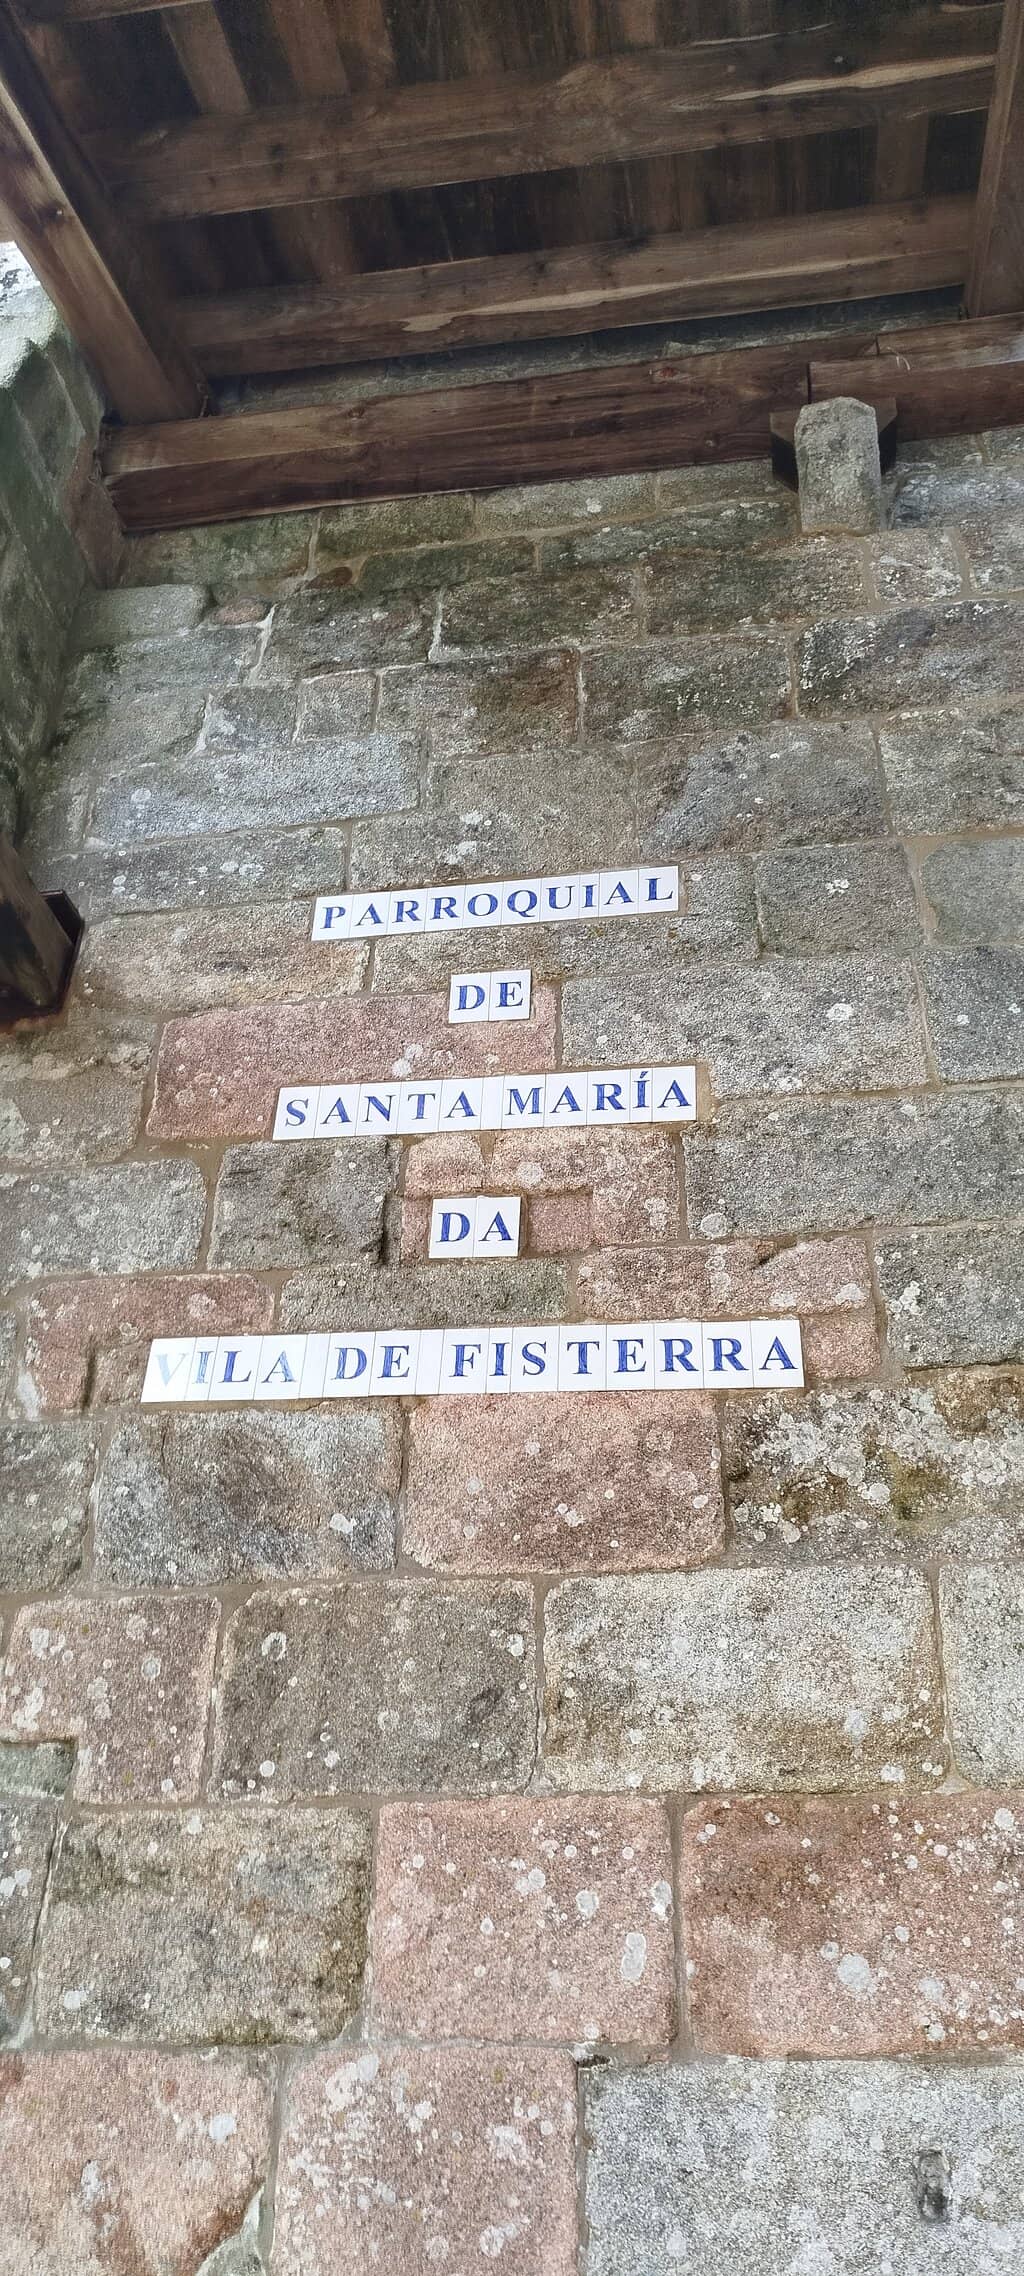 PARROQUIAL
DE
SANTA MARÍA
DA
VILA DE FISTERRA